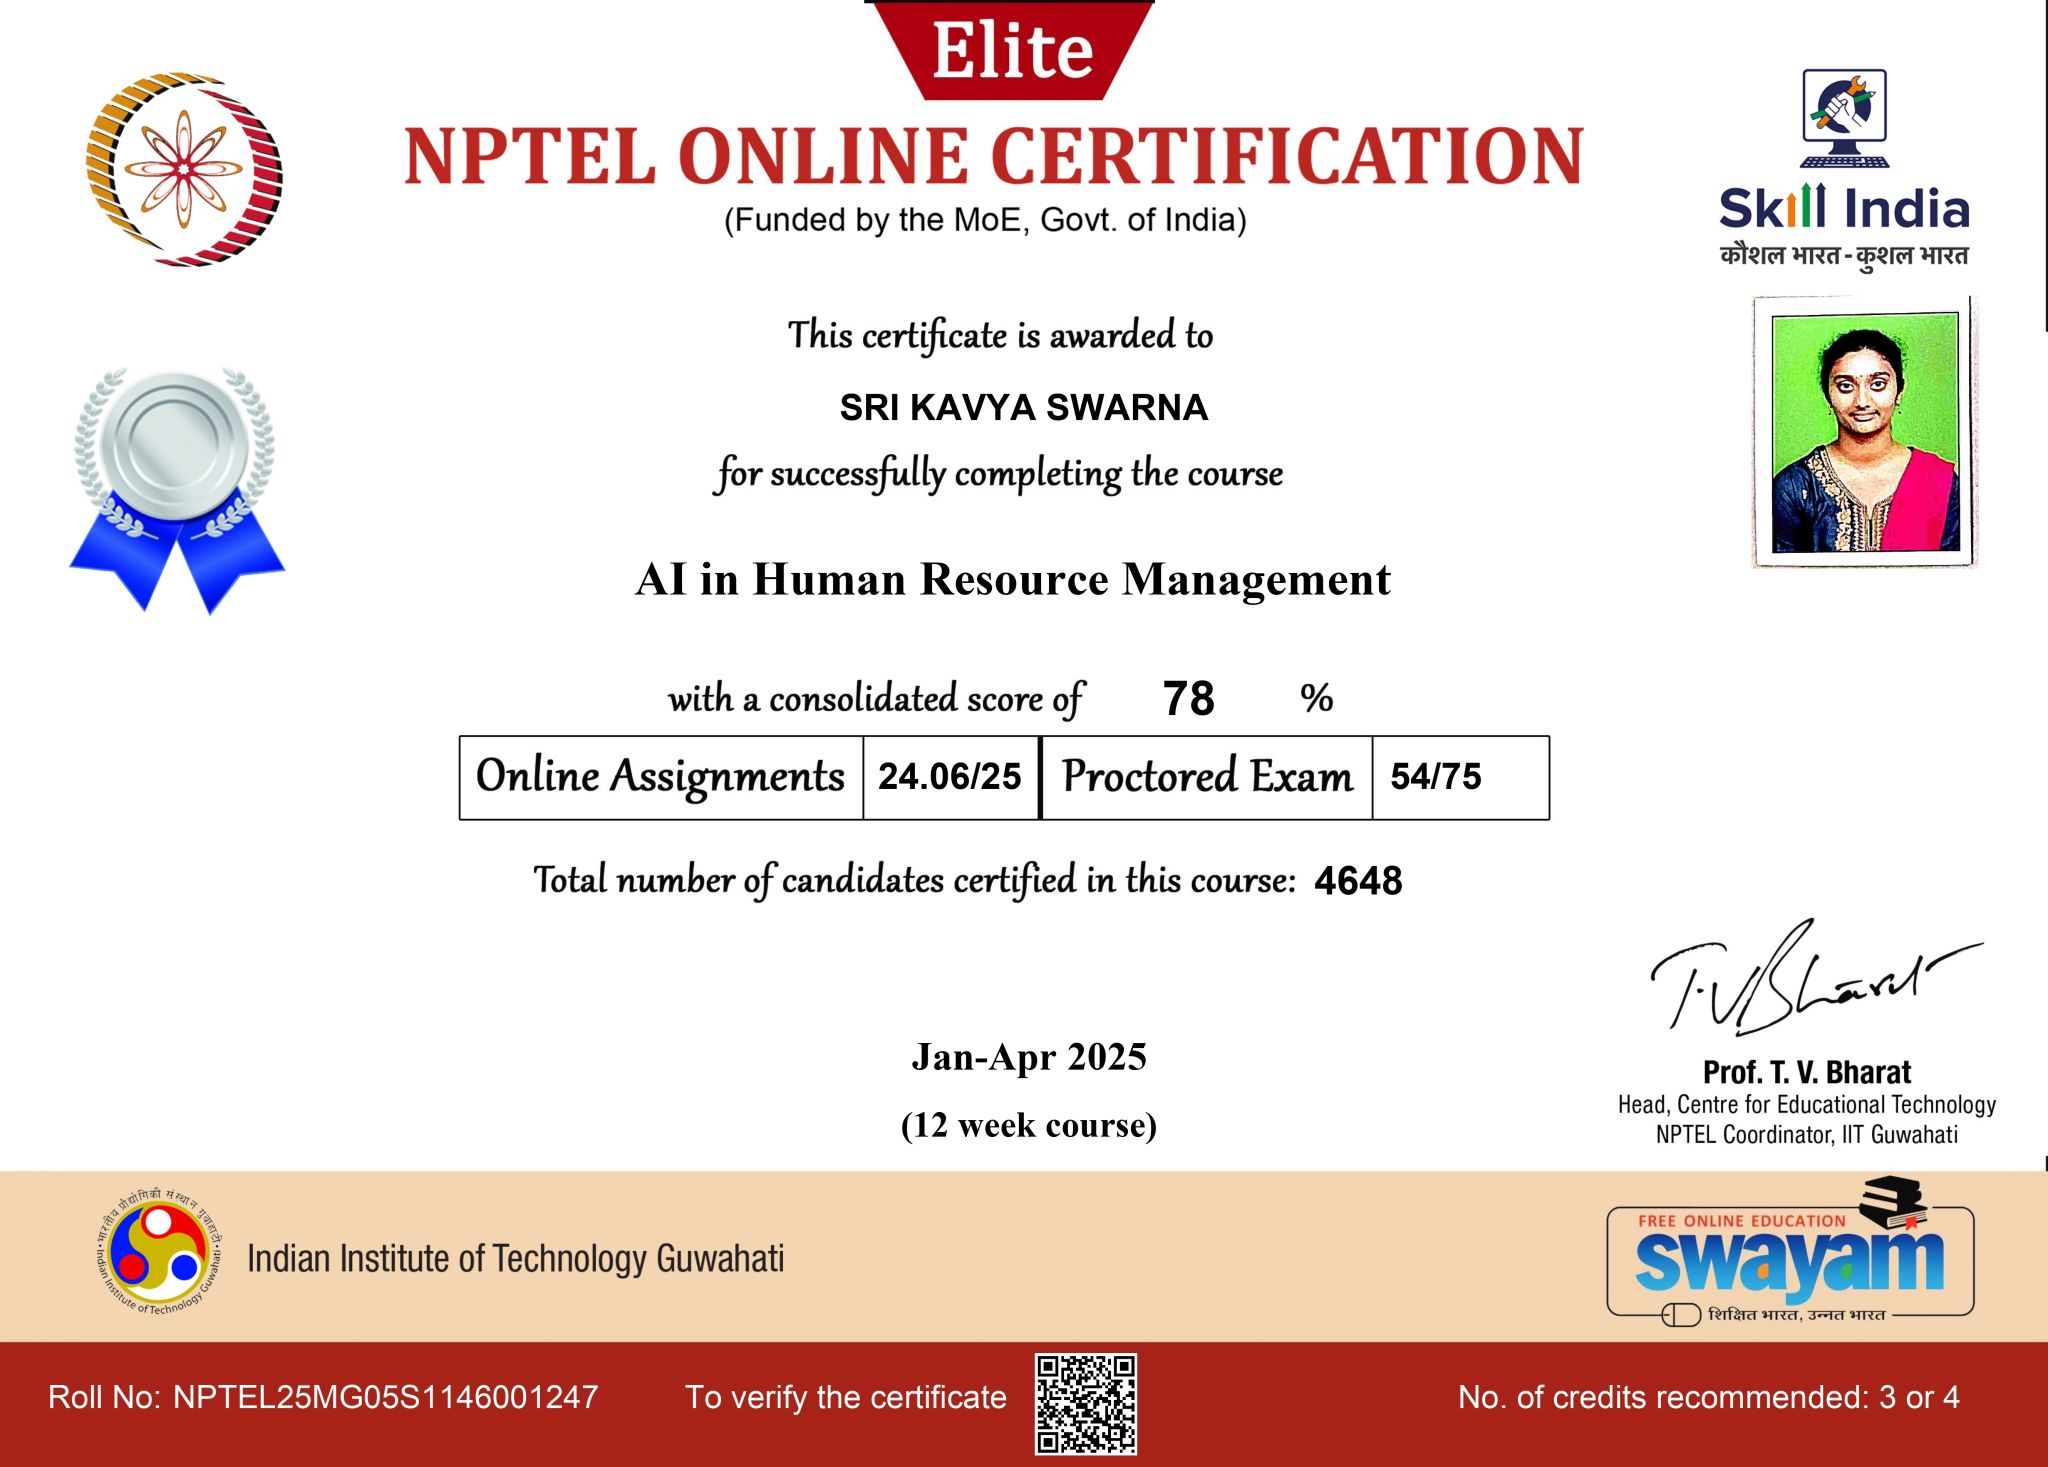 Elite
NPTEL ONLINE CERTIFICATION
(Funded by the MoE, Govt. of India)
Skill India
कौशल भारत - कुशल भारत
This certificate is awarded to
SRI KAVYA SWARNA
for successfully completing the course
AI in Human Resource Management
with a consolidated score of 78 %
Online Assignments 24.06/25 Proctored Exam 54/75
Total number of candidates certified in this course: 4648
T.V Bharat
Prof. T. V. Bharat
Head, Centre for Educational Technology
NPTEL Coordinator, IIT Guwahati
Jan-Apr 2025
(12 week course)
भारतीय प्रौद्योगिकी संस्थान गुवाहाटी
Indian Institute of Technology Guwahati
Indian Institute of Technology Guwahati
FREE ONLINE EDUCATION
swayam
शिक्षित भारत, उन्नत भारत
Roll No: NPTEL25MG05S1146001247
To verify the certificate
No. of credits recommended: 3 or 4